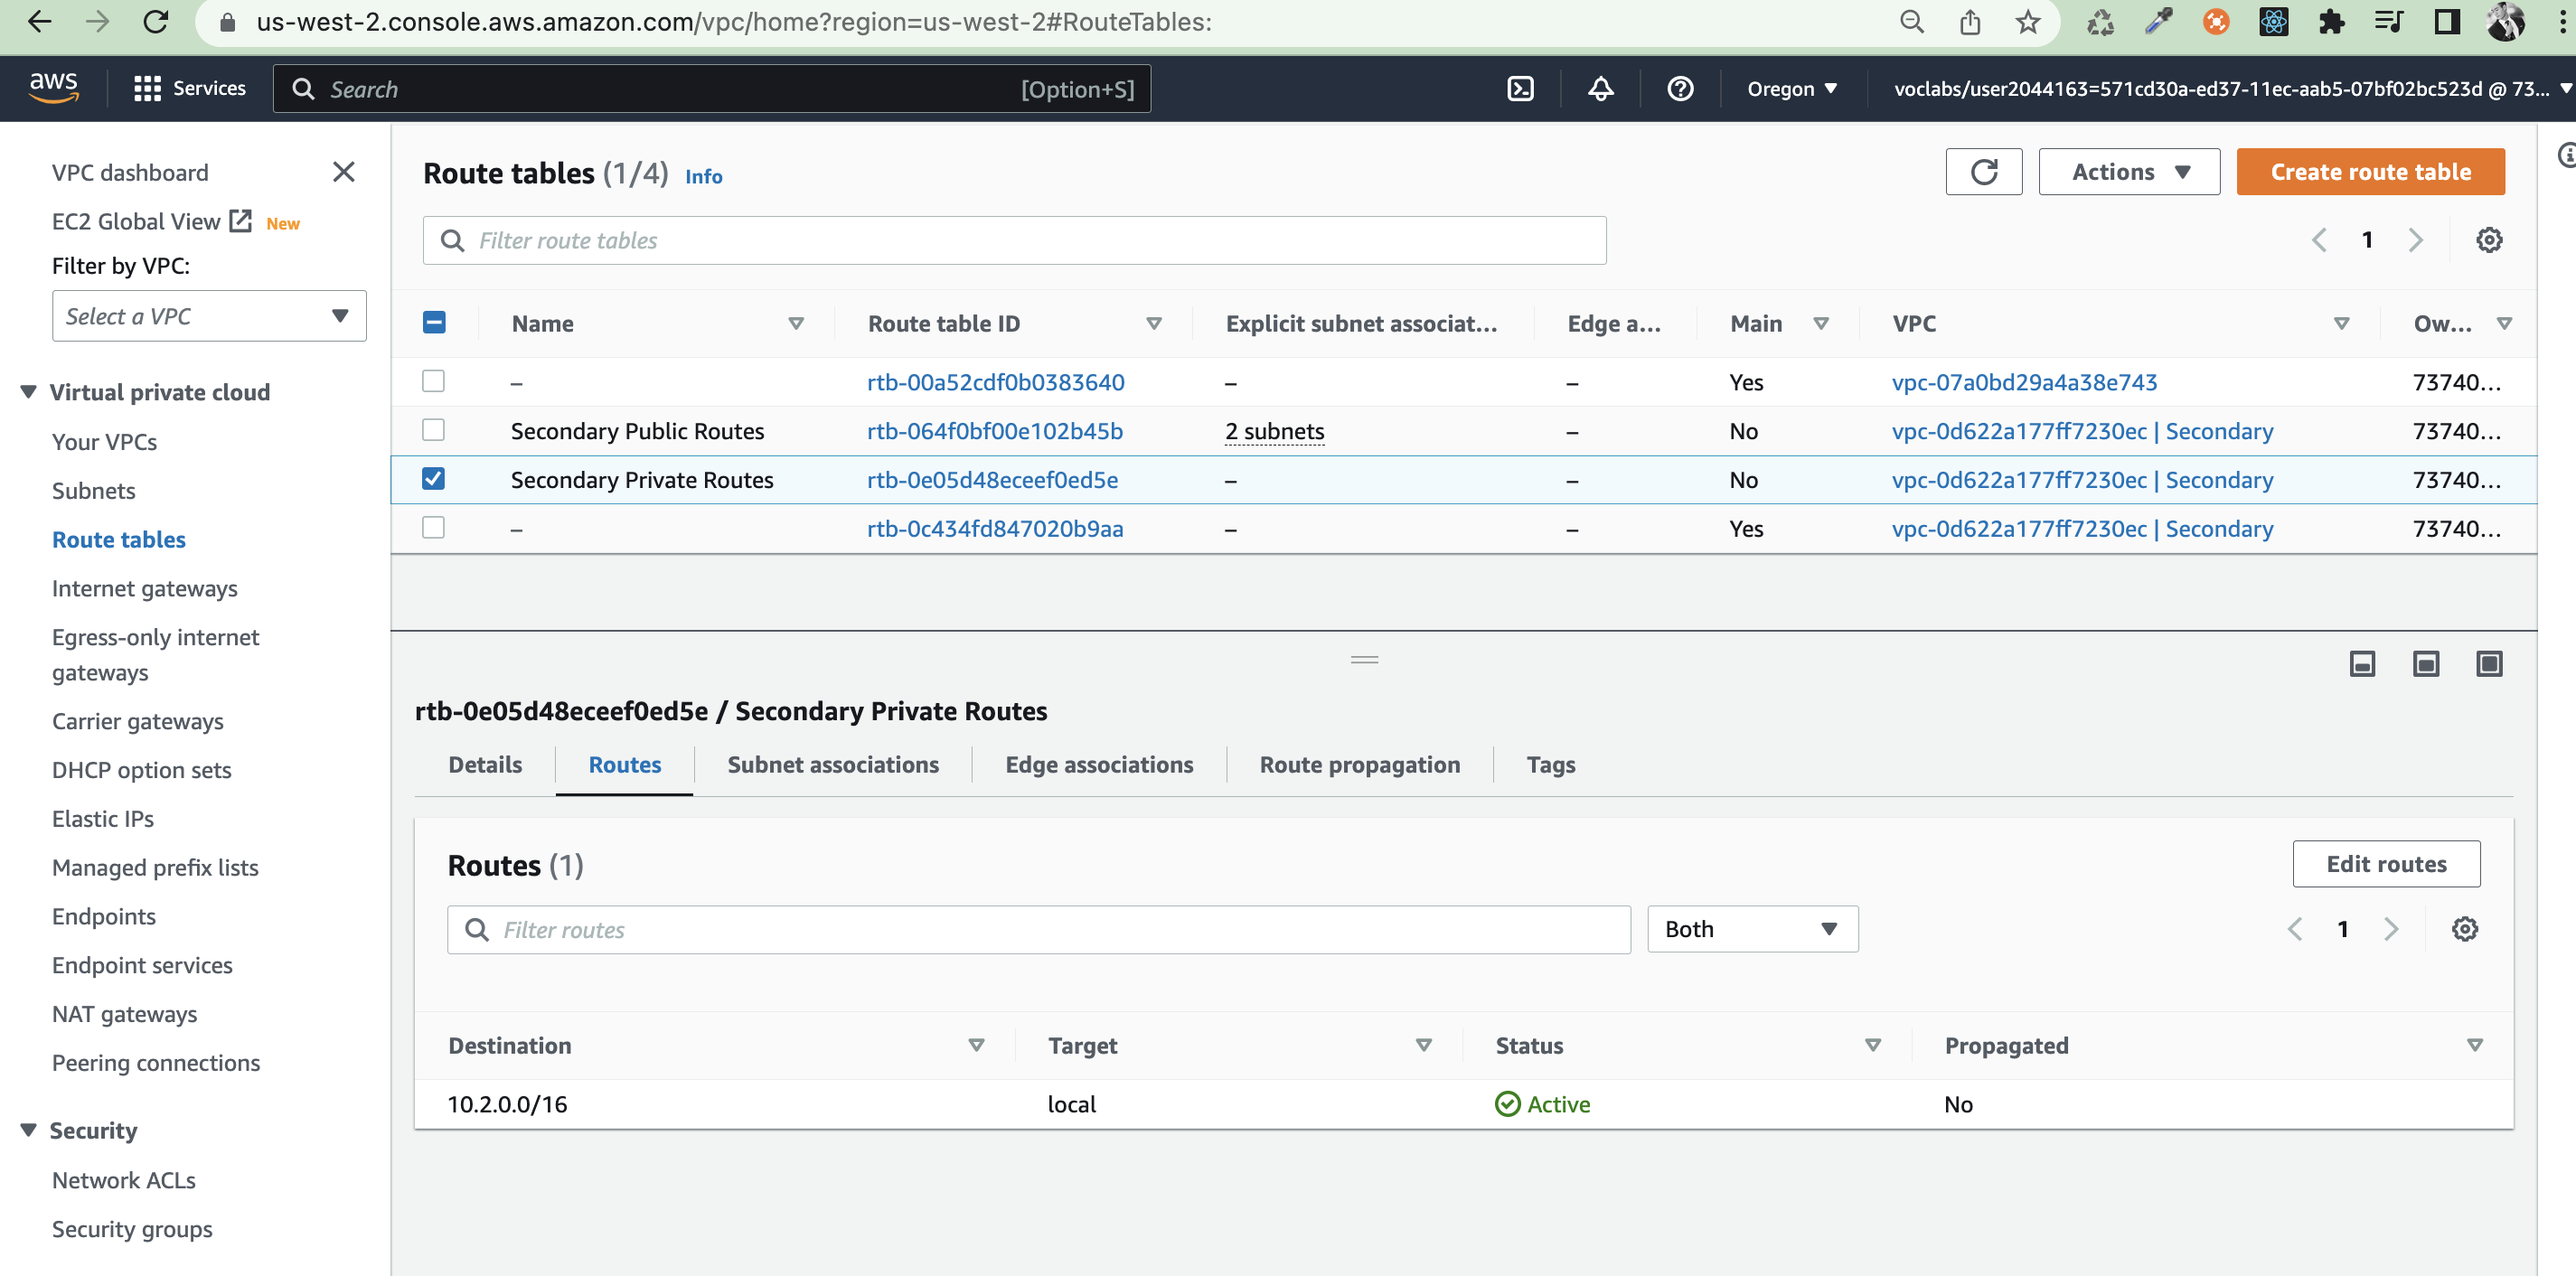 us-west-2.console.aws.amazon.com/vpc/home?region=us-west-2#RouteTables:
aws
Services
Search
[Option+S]
Oregon
voclabs/user2044163=571cd30a-ed37-11ec-aab5-07bf02bc523d @ 73...
VPC dashboard
EC2 Global View
New
Filter by VPC:
Select a VPC
Virtual private cloud
Your VPCs
Subnets
Route tables
Internet gateways
Egress-only internet
gateways
Carrier gateways
DHCP option sets
Elastic IPs
Managed prefix lists
Endpoints
Endpoint services
NAT gateways
Peering connections
Security
Network ACLs
Security groups
Route tables (1/4) Info
Actions
Create route table
Filter route tables
1
Name Route table ID Explicit subnet associat... Edge a... Main VPC Ow...
– rtb-00a52cdf0b0383640 – – Yes vpc-07a0bd29a4a38e743 73740...
Secondary Public Routes rtb-064f0bf00e102b45b 2 subnets – No vpc-0d622a177ff7230ec | Secondary 73740...
Secondary Private Routes rtb-0e05d48eceef0ed5e – – No vpc-0d622a177ff7230ec | Secondary 73740...
– rtb-0c434fd847020b9aa – – Yes vpc-0d622a177ff7230ec | Secondary 73740...
rtb-0e05d48eceef0ed5e / Secondary Private Routes
Details Routes Subnet associations Edge associations Route propagation Tags
Routes (1)
Edit routes
Filter routes
Both
1
Destination Target Status Propagated
10.2.0.0/16 local Active No